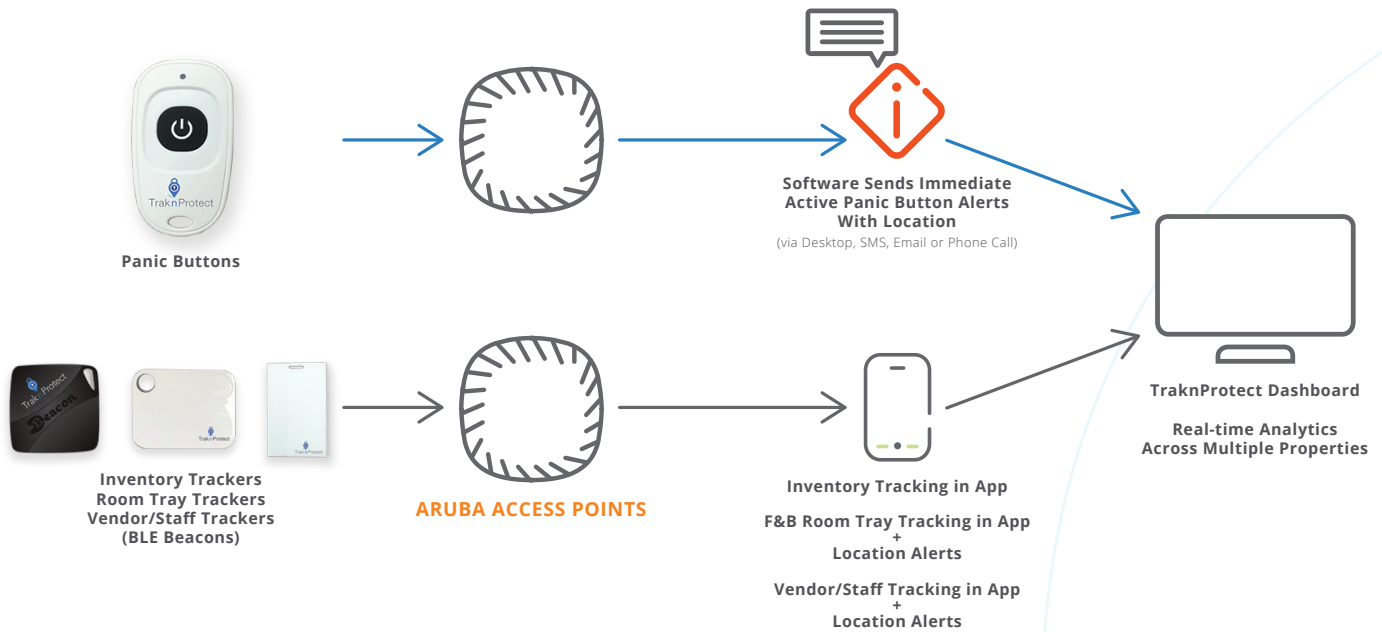 TraknProtect
Panic Buttons
Software Sends Immediate
Active Panic Button Alerts
With Location
(via Desktop, SMS, Email or Phone Call)
TraknProtect
Beacon
TraknProtect
TraknProtect
Inventory Trackers
Room Tray Trackers
Vendor/Staff Trackers
(BLE Beacons)
ARUBA ACCESS POINTS
Inventory Tracking in App
F&B Room Tray Tracking in App
+
Location Alerts
Vendor/Staff Tracking in App
+
Location Alerts
TraknProtect Dashboard
Real-time Analytics
Across Multiple Properties